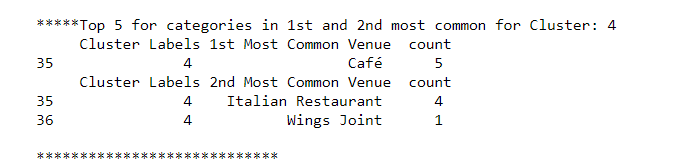 *****Top 5 for categories in 1st and 2nd most common for Cluster: 4
Cluster Labels 1st Most Common Venue count
35 4 Café 5
Cluster Labels 2nd Most Common Venue count
35 4 Italian Restaurant 4
36 4 Wings Joint 1
****************************